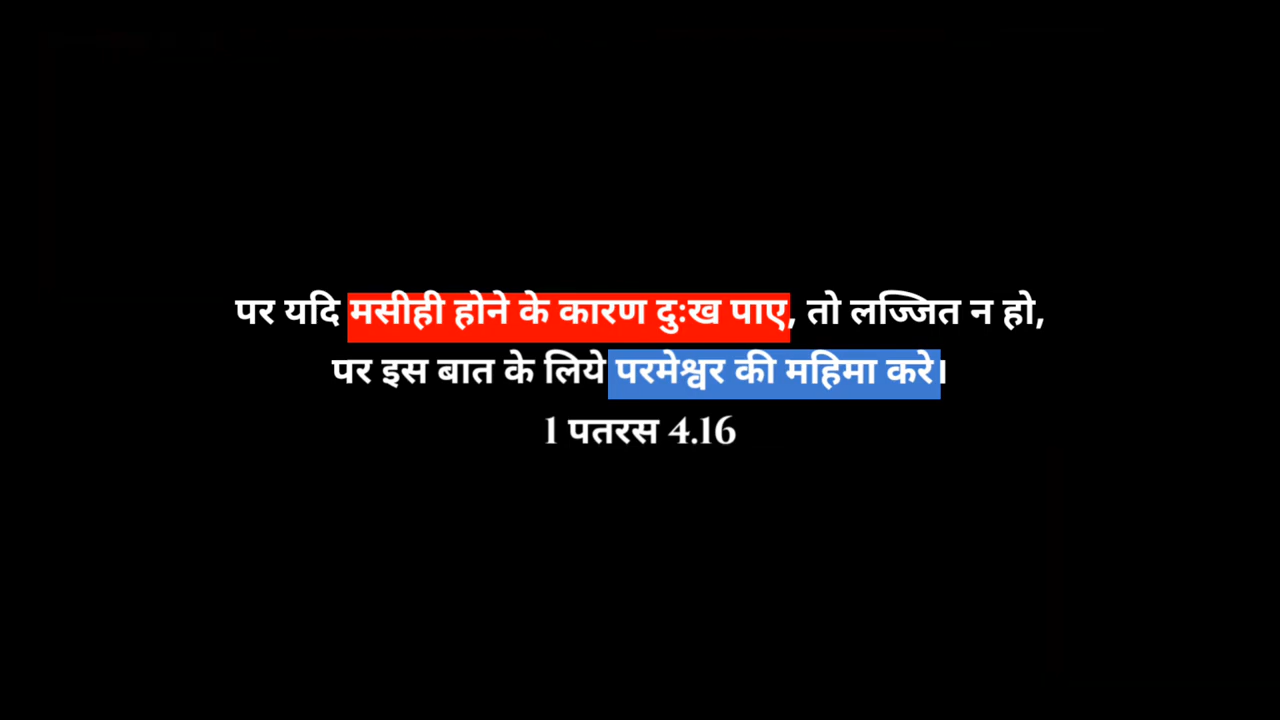 पर यदि मसीही होने के कारण दुःख पाए, तो लज्जित न हो,
पर इस बात के लिये परमेश्वर की महिमा करे।
1 पतरस 4.16